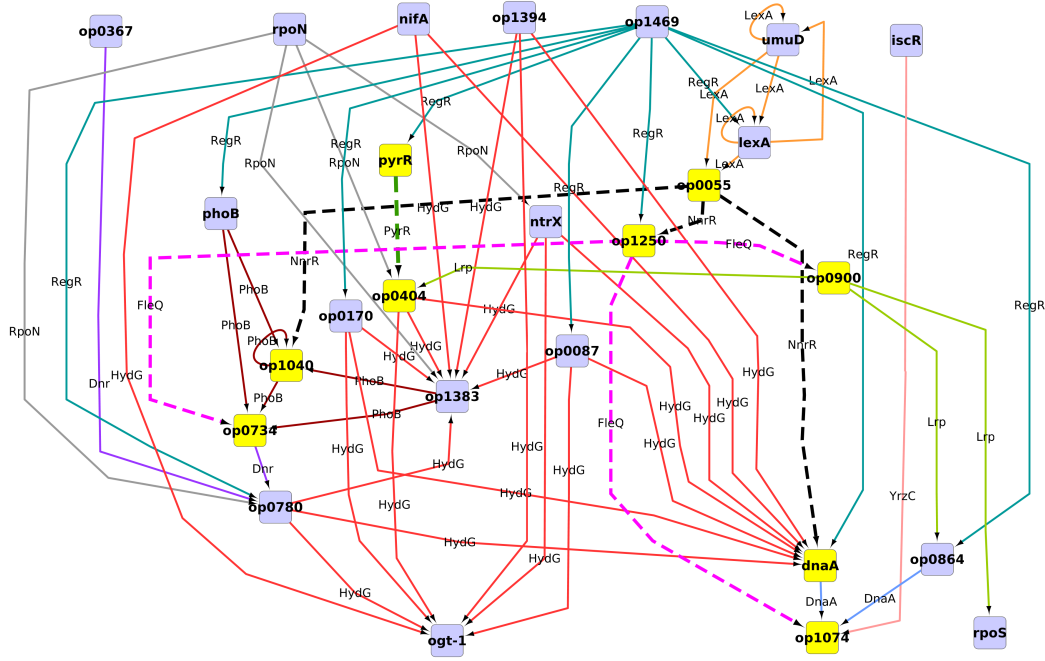 op0367
rpoN
nifA
op1394
op1469
LexA
umuD
iscR
RegR
RegR
LexA
LexA
LexA
LexA
RegR
lexA
RegR
RegR
RpoN
RpoN
RpoN
pyrR
LexA
op0055
RegR
phoB
HydG
HydG
ntrX
NnrR
PyrR
op1250
FleQ
RegR
NnrR
Lrp
op0900
RegR
PhoB
op0404
FleQ
RegR
HydG
op0170
RpoN
PhoB
PhoB
NnrR
HydG
HydG
op0087
op1040
HydG
HydG
HydG
Dnr
PhoB
op1383
PhoB
HydG
HydG
HydG
PhoB
FleQ
Lrp
op0734
HydG
HydG
HydG
Lrp
Dnr
HydG
HydG
HydG
YrzC
op0780
HydG
HydG
HydG
dnaA
op0864
HydG
DnaA
DnaA
ogt-1
op1074
rpoS